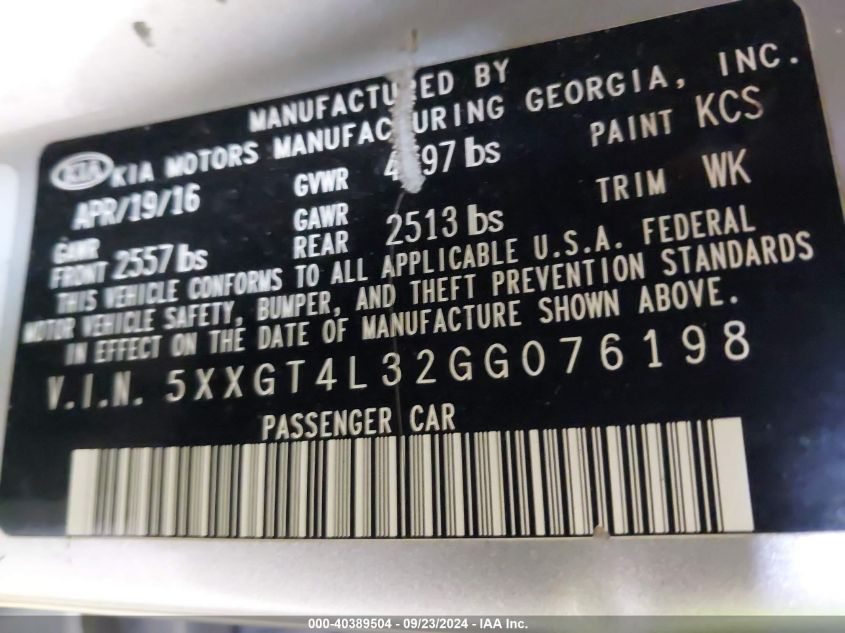 MANUFACTURED BY
KIA KIA MOTORS MANUFACTURING GEORGIA, INC.
APR/19/16 GVWR 97 lbs PAINT KCS
GAWR FRONT 2557 lbs GAWR REAR 2513 lbs TRIM WK
THIS VEHICLE CONFORMS TO ALL APPLICABLE U.S.A. FEDERAL
MOTOR VEHICLE SAFETY, BUMPER, AND THEFT PREVENTION STANDARDS
IN EFFECT ON THE DATE OF MANUFACTURE SHOWN ABOVE.
V.I.N. 5XXGT4L32GG076198
PASSENGER CAR
000-40389504 - 09/23/2024 - IAA Inc.